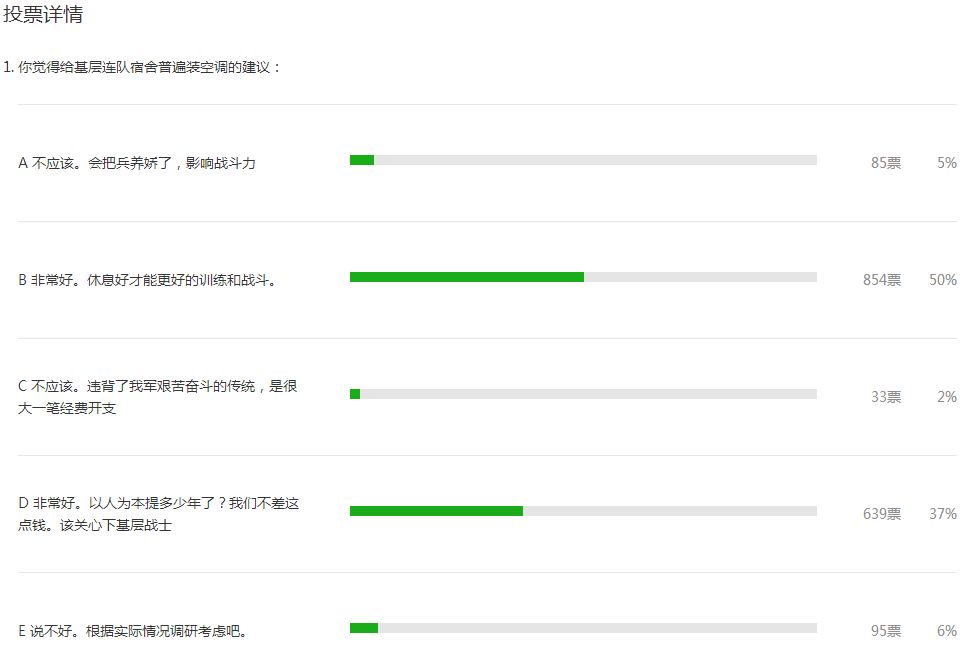 投票详情
1. 你觉得给基层连队宿舍普遍装空调的建议：
A 不应该。会把兵养娇了，影响战斗力
85票 5%
B 非常好。休息好才能更好的训练和战斗。
854票 50%
C 不应该。违背了我军艰苦奋斗的传统，是很
大一笔经费开支
33票 2%
D 非常好。以人为本提多少年了？我们不差这
点钱。该关心下基层战士
639票 37%
E 说不好。根据实际情况调研考虑吧。
95票 6%